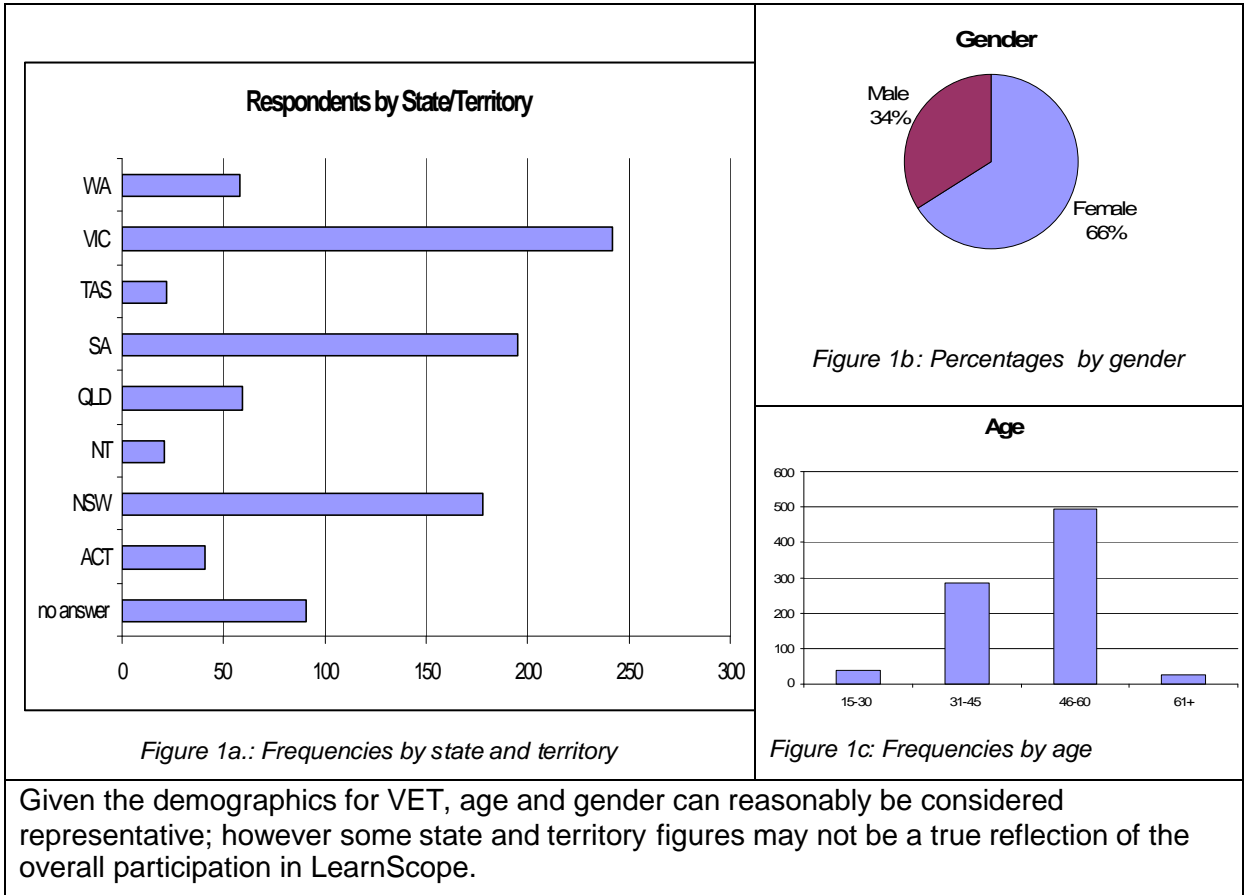 Respondents by State/Territory
WA
VIC
TAS
SA
QLD
NT
NSW
ACT
no answer
0 50 100 150 200 250 300
Figure 1a.: Frequencies by state and territory
Gender
Male
34%
Female
66%
Figure 1b: Percentages by gender
Age
600
500
400
300
200
100
0
15-30 31-45 46-60 61+
Figure 1c: Frequencies by age
Given the demographics for VET, age and gender can reasonably be considered
representative; however some state and territory figures may not be a true reflection of the
overall participation in LearnScope.